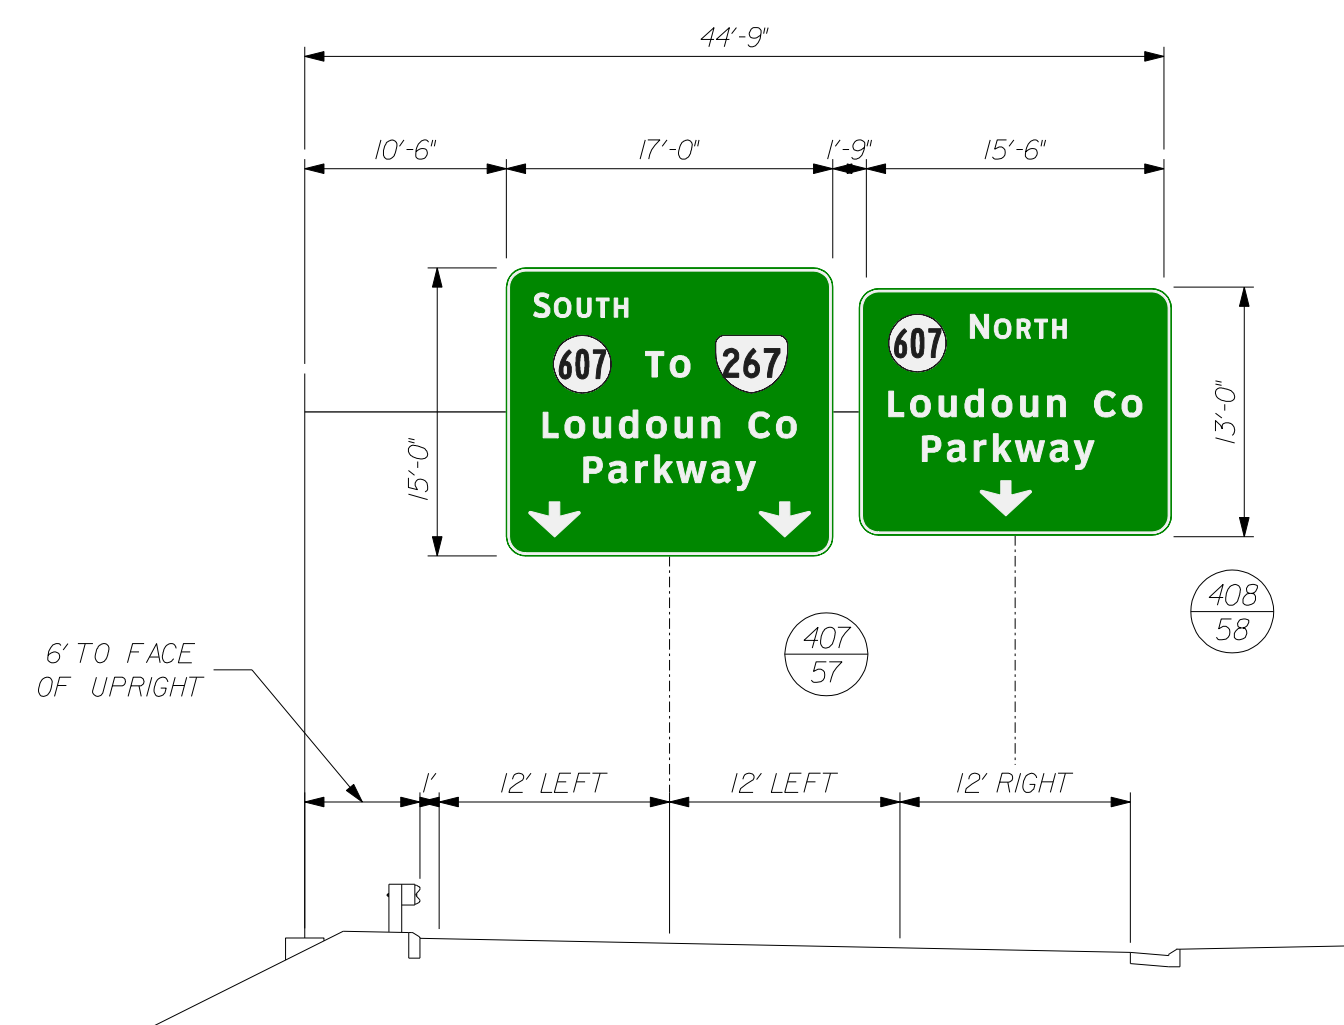 44'-9"
10'-6" 17'-0" 1'-9" 15'-6"
SOUTH
607 To 267
Loudoun Co
Parkway
607 NORTH
Loudoun Co
Parkway
15'-0"
13'-0"
408
58
407
57
6' TO FACE
OF UPRIGHT
1' 12' LEFT 12' LEFT 12' RIGHT